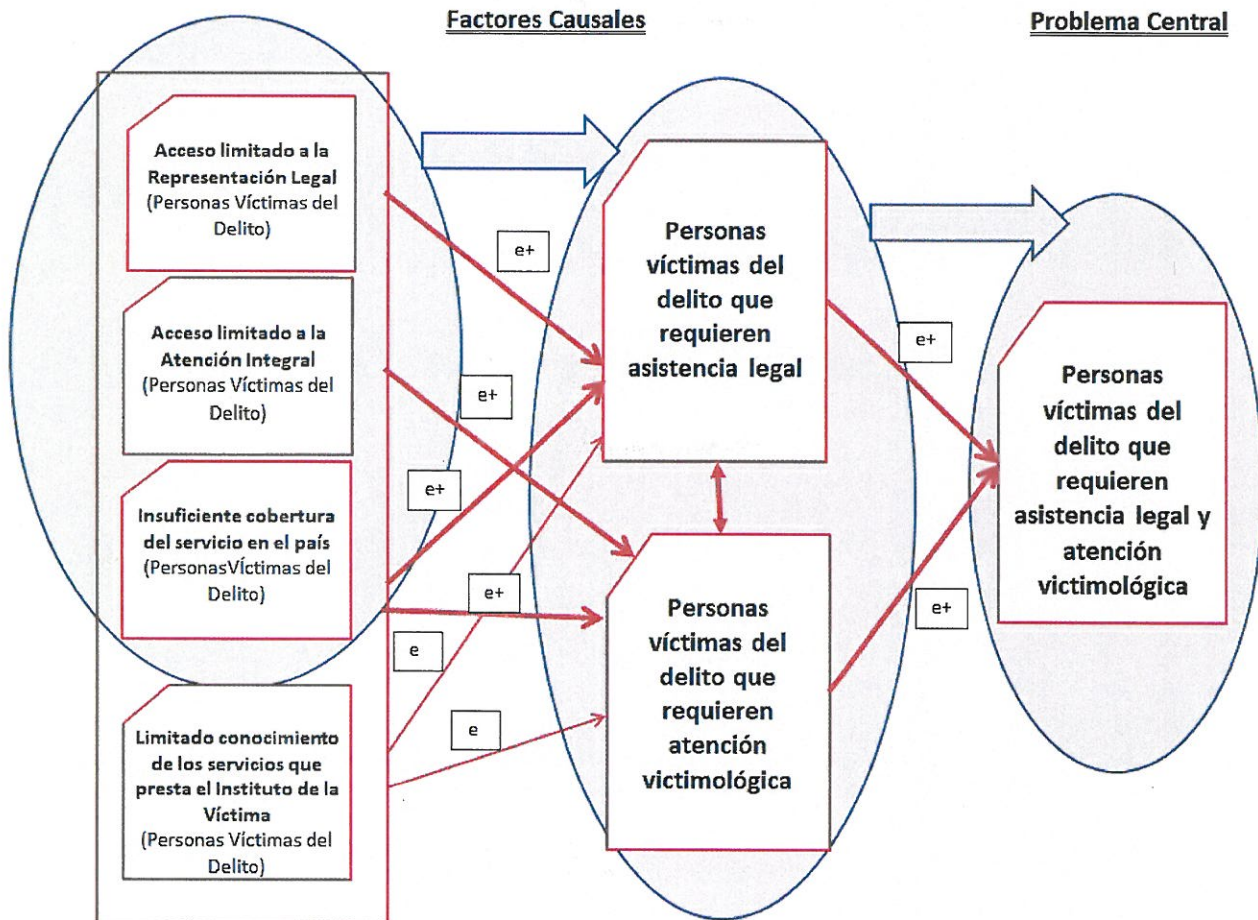 Factores Causales
Problema Central
Acceso limitado a la
Representación Legal
(Personas Víctimas del
Delito)
Acceso limitado a la
Atención Integral
(Personas Víctimas del
Delito)
Insuficiente cobertura
del servicio en el país
(PersonasVíctimas del
Delito)
Limitado conocimiento
de los servicios que
presta el Instituto de la
Víctima
(Personas Víctimas del
Delito)
e+
e+
e+
e+
e
e
Personas
víctimas del
delito que
requieren
asistencia legal
Personas
víctimas del
delito que
requieren
atención
victimológica
e+
e+
Personas
víctimas del
delito que
requieren
asistencia legal y
atención
victimológica